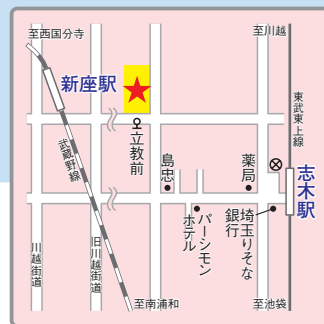 至西国分寺
至川越
新座駅
武蔵野線
立教前
島忠
薬局
東武東上線
志木駅
パーシモン
ホテル
埼玉りそな
銀行
川越街道
旧川越街道
至南浦和
至池袋